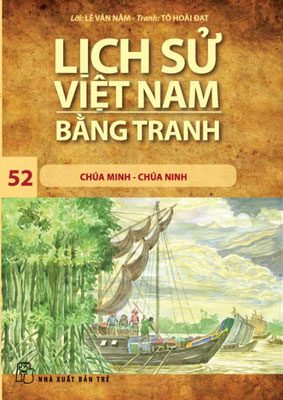 Lời: LÊ VĂN NĂM - Tranh: TÔ HOÀI ĐẠT
LỊCH SỬ
VIỆT NAM
BẰNG TRANH
52
CHÚA MINH - CHÚA NINH
NHÀ XUẤT BẢN TRẺ